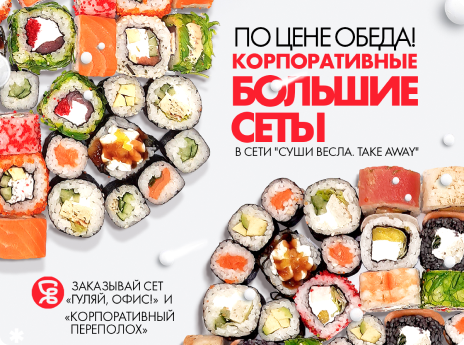 ПО ЦЕНЕ ОБЕДА!
КОРПОРАТИВНЫЕ
БОЛЬШИЕ
СЕТЫ
В СЕТИ "СУШИ ВЕСЛА. TAKE AWAY"
ЗАКАЗЫВАЙ СЕТ
«ГУЛЯЙ, ОФИС!» И
«КОРПОРАТИВНЫЙ
ПЕРЕПОЛОХ»